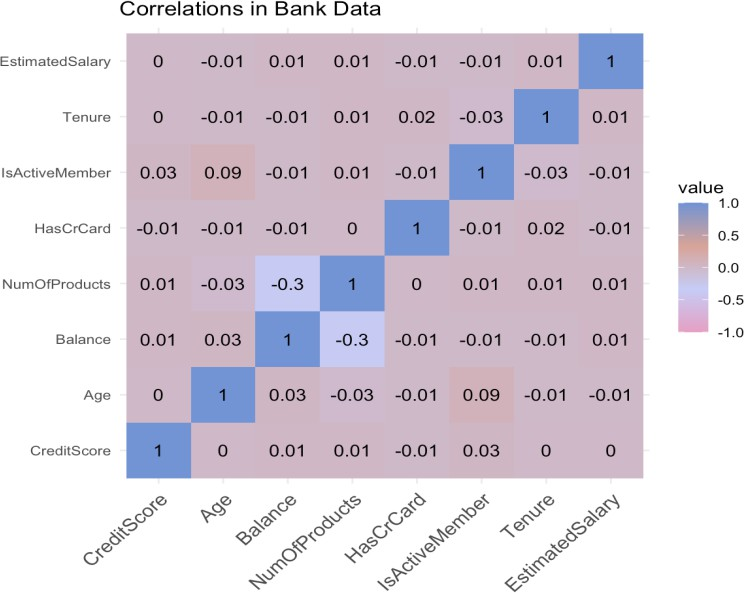 Correlations in Bank Data
EstimatedSalary 0 -0.01 0.01 0.01 -0.01 -0.01 0.01 1
Tenure 0 -0.01 -0.01 0.01 0.02 -0.03 1 0.01
IsActiveMember 0.03 0.09 -0.01 0.01 -0.01 1 -0.03 -0.01
HasCrCard -0.01 -0.01 -0.01 0 1 -0.01 0.02 -0.01
NumOfProducts 0.01 -0.03 -0.3 1 0 0.01 0.01 0.01
Balance 0.01 0.03 1 -0.3 -0.01 -0.01 -0.01 0.01
Age 0 1 0.03 -0.03 -0.01 0.09 -0.01 -0.01
CreditScore 1 0 0.01 0.01 -0.01 0.03 0 0
CreditScore Age Balance NumOfProducts HasCrCard IsActiveMember Tenure EstimatedSalary
value
1.0
0.5
0.0
-0.5
-1.0